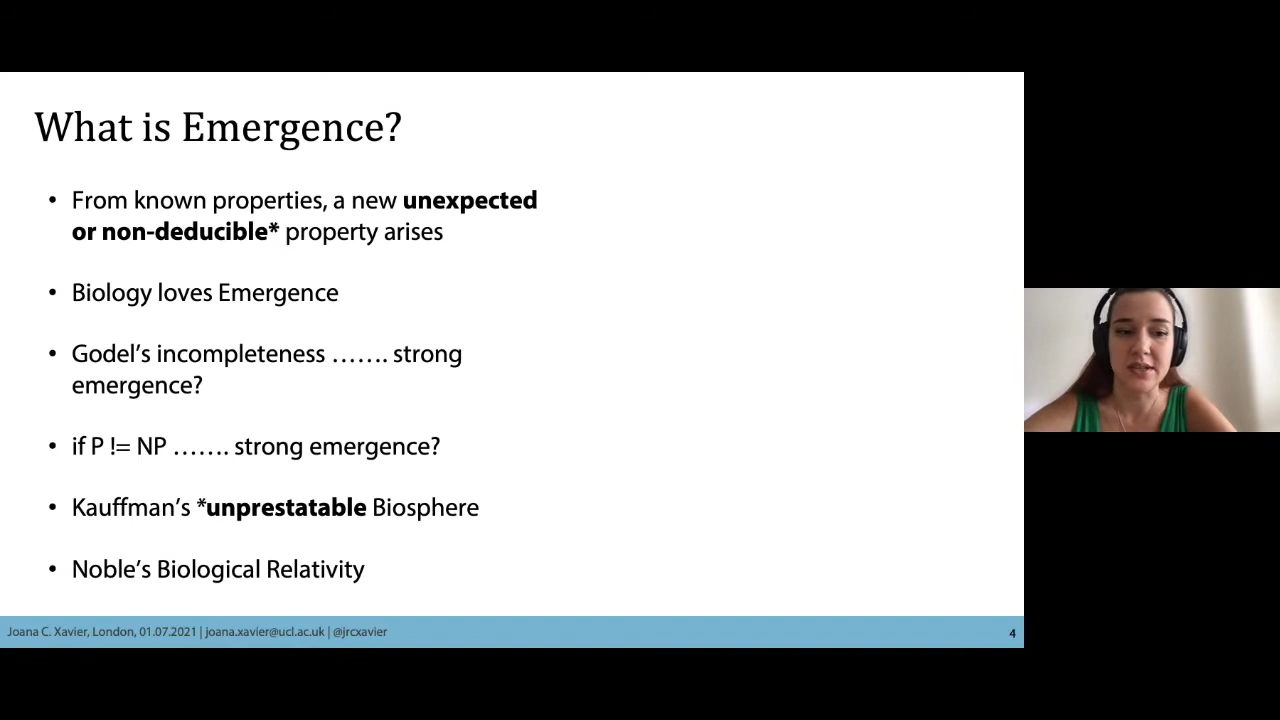 What is Emergence?
• From known properties, a new unexpected
or non-deducible* property arises
• Biology loves Emergence
• Godel’s incompleteness ……. strong
emergence?
• if P != NP ……. strong emergence?
• Kauffman’s *unprestatable Biosphere
• Noble’s Biological Relativity
Joana C. Xavier, London, 01.07.2021 | joana.xavier@ucl.ac.uk | @jrcxavier
4